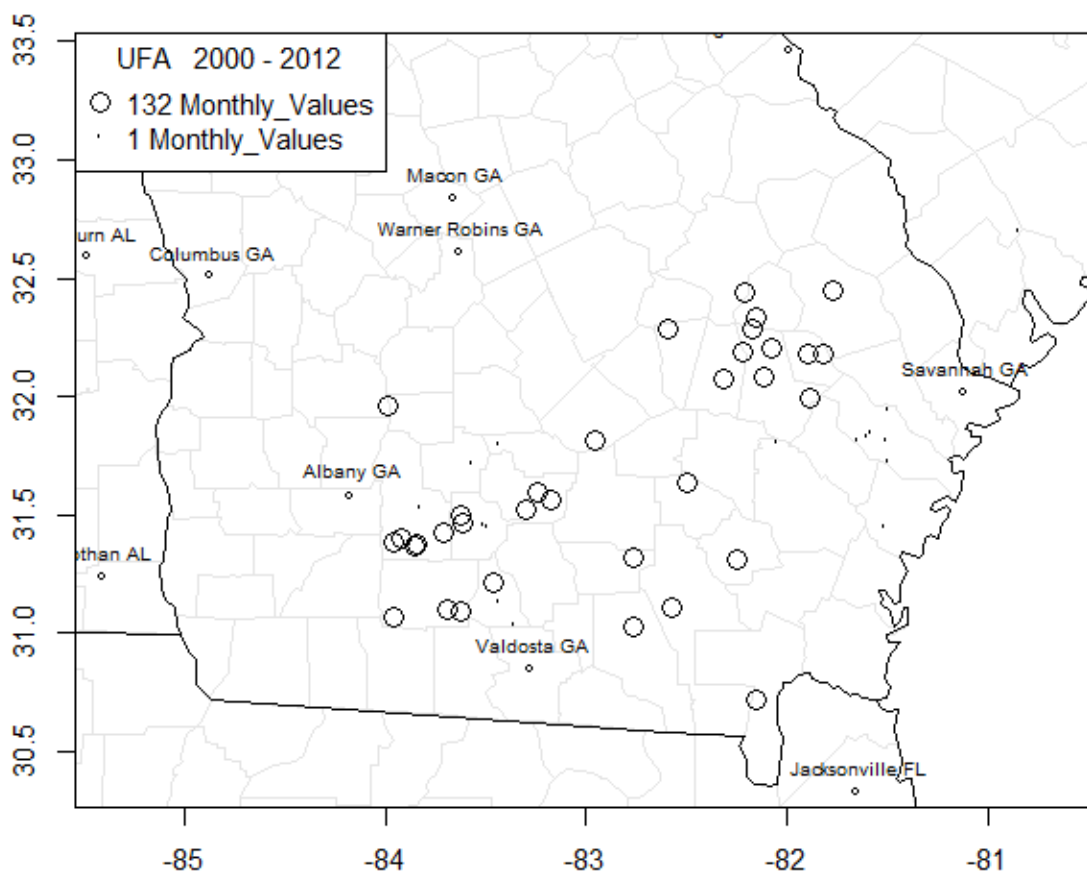 UFA 2000 - 2012
132 Monthly_Values
1 Monthly_Values
33.5
33.0
32.5
32.0
31.5
31.0
30.5
Macon GA
Warner Robins GA
urn AL
Columbus GA
Savannah GA
Albany GA
othan AL
Valdosta GA
Jacksonville FL
-85
-84
-83
-82
-81